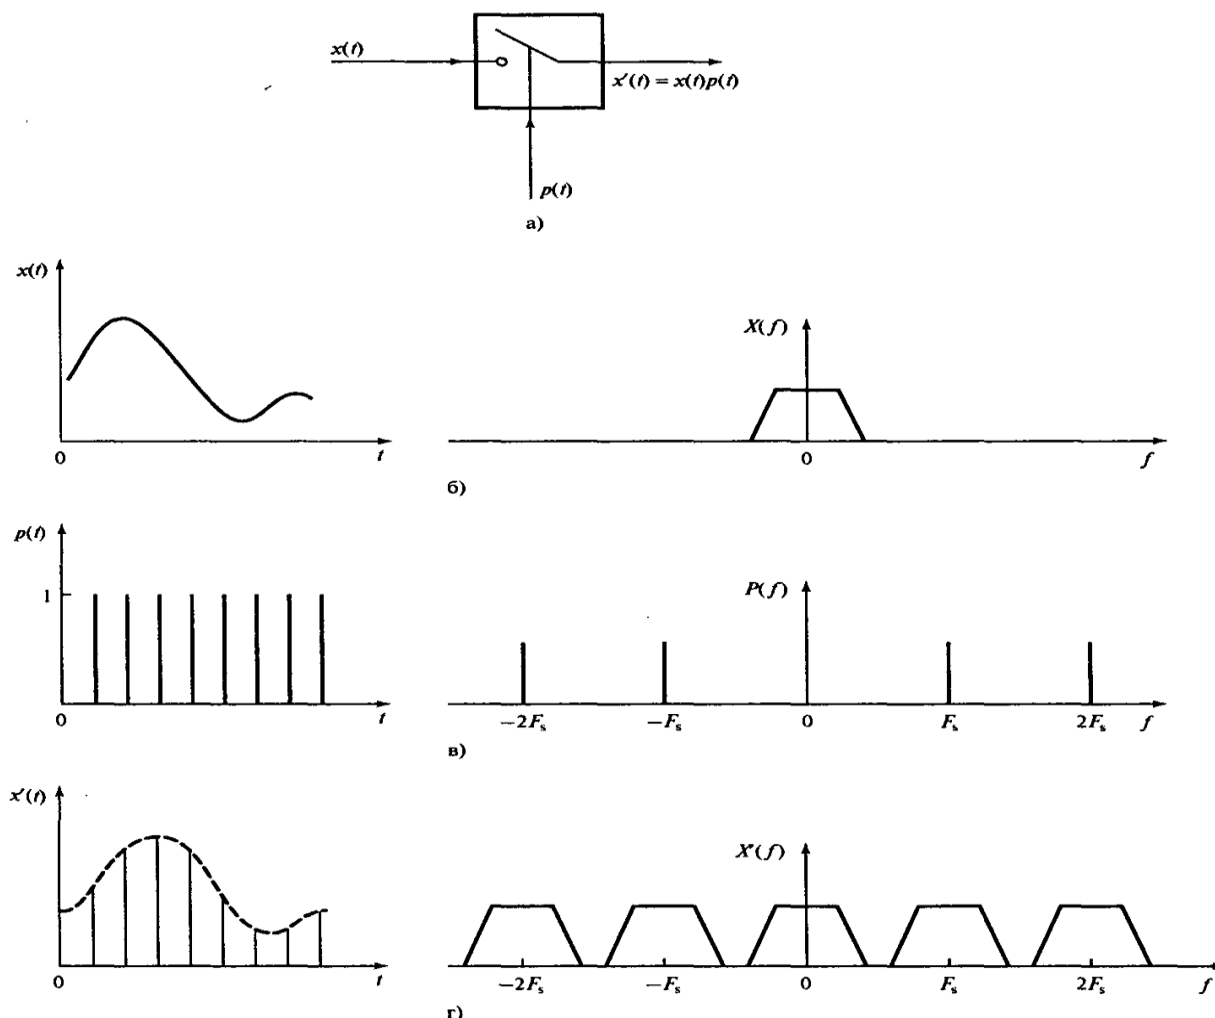 x(t)
x′(t) = x(t)p(t)
p(t)
а)
x(t)
0
t
X(f)
0
f
б)
p(t)
1
0
t
P(f)
−2Fs
−Fs
0
Fs
2Fs
f
в)
x′(t)
0
t
X′(f)
−2Fs
−Fs
0
Fs
2Fs
f
г)